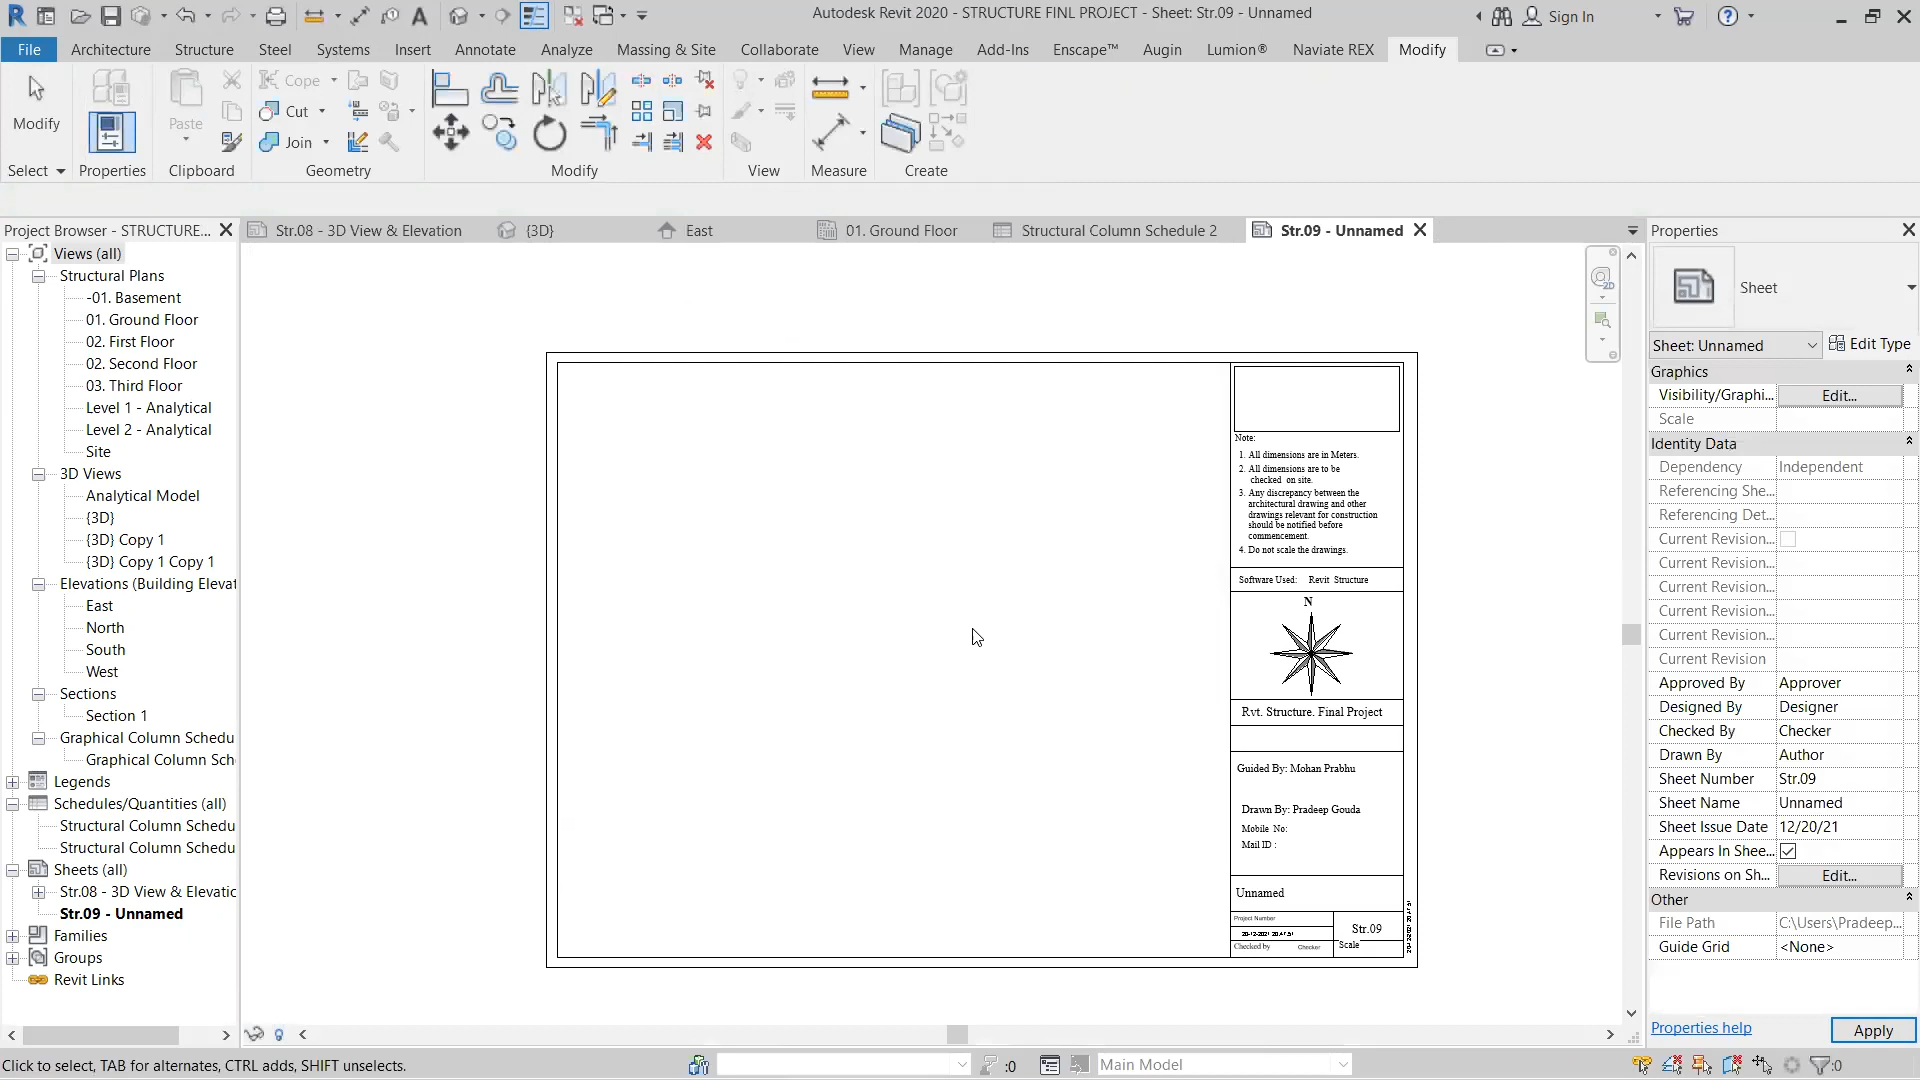 Autodesk Revit 2020 - STRUCTURE FINL PROJECT - Sheet: Str.09 - Unnamed
Sign In
File Architecture Structure Steel Systems Insert Annotate Analyze Massing & Site Collaborate View Manage Add-Ins Enscape™ Augin Lumion® Naviate REX Modify
Modify
Paste
Cope
Cut
Join
Select Properties Clipboard Geometry Modify View Measure Create
Project Browser - STRUCTURE...
Str.08 - 3D View & Elevation
{3D}
East
01. Ground Floor
Structural Column Schedule 2
Str.09 - Unnamed
Views (all)
Structural Plans
-01. Basement
01. Ground Floor
02. First Floor
02. Second Floor
03. Third Floor
Level 1 - Analytical
Level 2 - Analytical
Site
3D Views
Analytical Model
{3D}
{3D} Copy 1
{3D} Copy 1 Copy 1
Elevations (Building Elevat
East
North
South
West
Sections
Section 1
Graphical Column Schedu
Graphical Column Sch
Legends
Schedules/Quantities (all)
Structural Column Schedu
Structural Column Schedu
Sheets (all)
Str.08 - 3D View & Elevatio
Str.09 - Unnamed
Families
Groups
Revit Links
Note:
1. All dimensions are in Meters.
2. All dimensions are to be
checked on site.
3. Any discrepancy between the
architectural drawing and other
drawings relevant for construction
should be notified before
commencement.
4. Do not scale the drawings.
Software Used: Revit Structure
N
Rvt. Structure. Final Project
Guided By: Mohan Prabhu
Drawn By: Pradeep Gouda
Mobile No:
Mail ID :
Unnamed
Project Number
Str.09
Checked by Checker
Scale
2D
Properties
Sheet
Sheet: Unnamed
Edit Type
Graphics
Visibility/Graphi... Edit...
Scale
Identity Data
Dependency Independent
Referencing She...
Referencing Det...
Current Revision...
Current Revision...
Current Revision...
Current Revision...
Current Revision...
Current Revision
Approved By Approver
Designed By Designer
Checked By Checker
Drawn By Author
Sheet Number Str.09
Sheet Name Unnamed
Sheet Issue Date 12/20/21
Appears In Shee...
Revisions on Sh... Edit...
Other
File Path C:\Users\Pradeep...
Guide Grid <None>
Properties help
Apply
Click to select, TAB for alternates, CTRL adds, SHIFT unselects.
:0
Main Model
:0